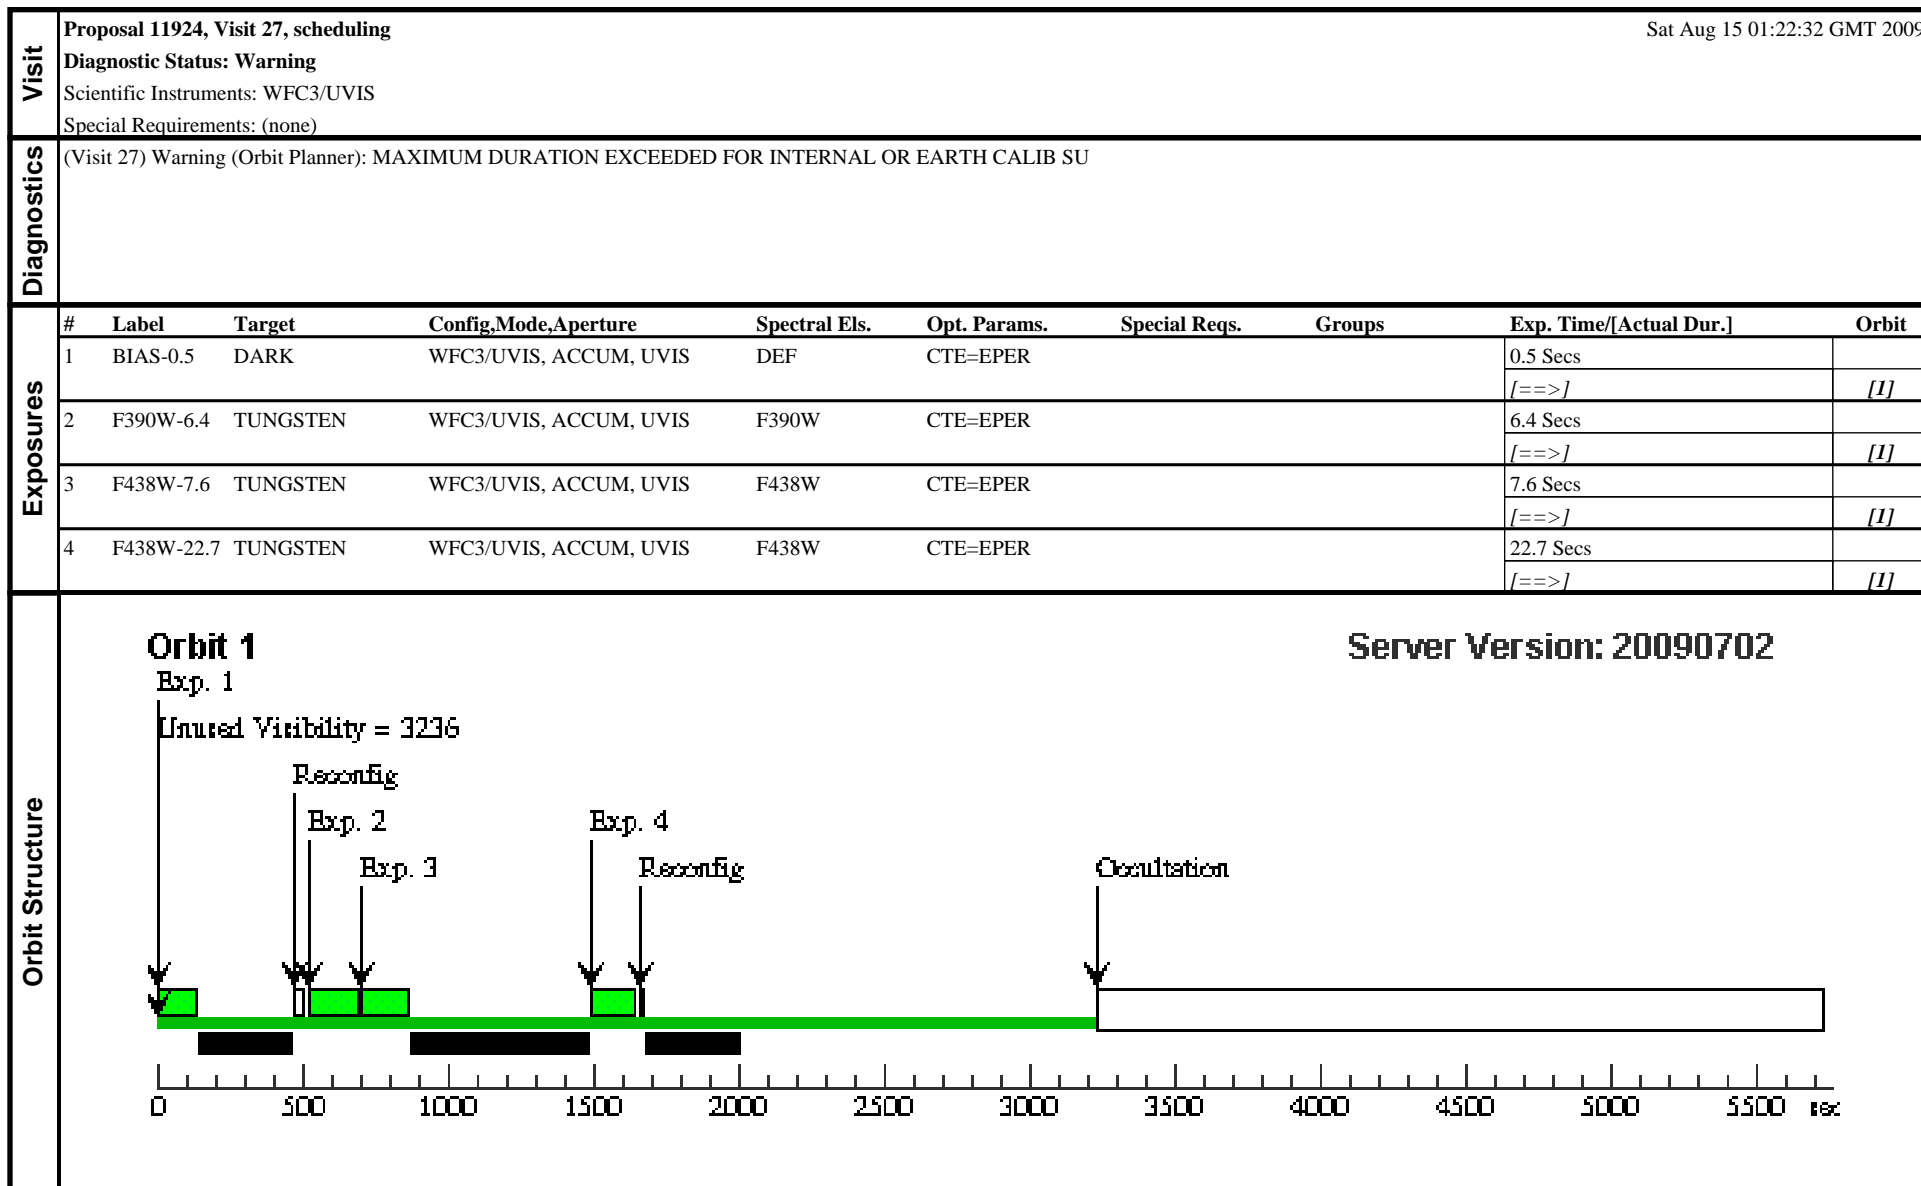 Visit
Proposal 11924, Visit 27, scheduling
Sat Aug 15 01:22:32 GMT 2009
Diagnostic Status: Warning
Scientific Instruments: WFC3/UVIS
Special Requirements: (none)
Diagnostics
(Visit 27) Warning (Orbit Planner): MAXIMUM DURATION EXCEEDED FOR INTERNAL OR EARTH CALIB SU
Exposures
# Label Target Config,Mode,Aperture Spectral Els. Opt. Params. Special Reqs. Groups Exp. Time/[Actual Dur.] Orbit
1 BIAS-0.5 DARK WFC3/UVIS, ACCUM, UVIS DEF CTE=EPER 0.5 Secs
[==>] [1]
2 F390W-6.4 TUNGSTEN WFC3/UVIS, ACCUM, UVIS F390W CTE=EPER 6.4 Secs
[==>] [1]
3 F438W-7.6 TUNGSTEN WFC3/UVIS, ACCUM, UVIS F438W CTE=EPER 7.6 Secs
[==>] [1]
4 F438W-22.7 TUNGSTEN WFC3/UVIS, ACCUM, UVIS F438W CTE=EPER 22.7 Secs
[==>] [1]
Orbit Structure
Orbit 1
Server Version: 20090702
Exp. 1
Unused Visibility = 3236
Reconfig
Exp. 2
Exp. 4
Exp. 3
Reconfig
Occultation
0 500 1000 1500 2000 2500 3000 3500 4000 4500 5000 5500 sec